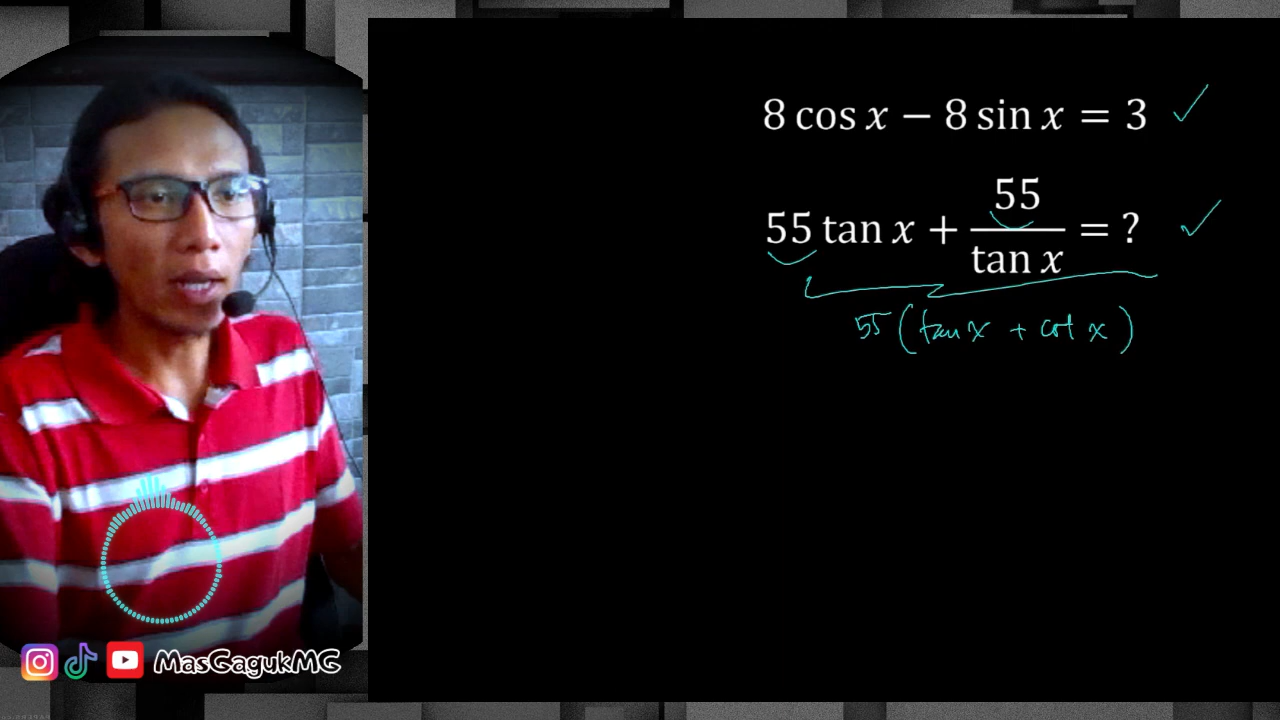 8 cos x − 8 sin x = 3
55 tan x + 55/tan x = ?
55 (tan x + cot x)
MasGagukMG